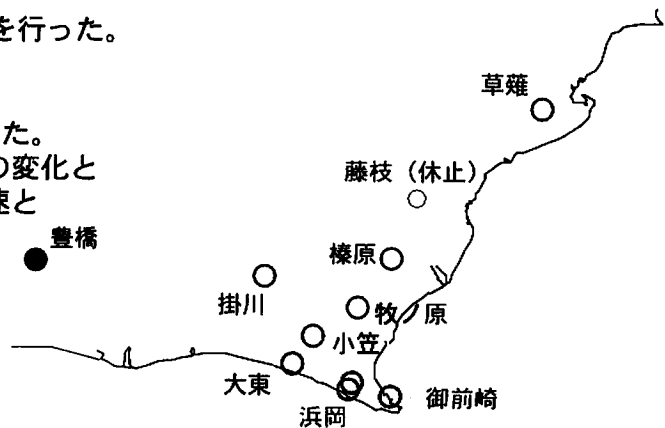 を行った。
た。
の変化と
速と
草薙
藤枝（休止）
豊橋
榛原
掛川
牧ノ原
小笠
大東
御前崎
浜岡